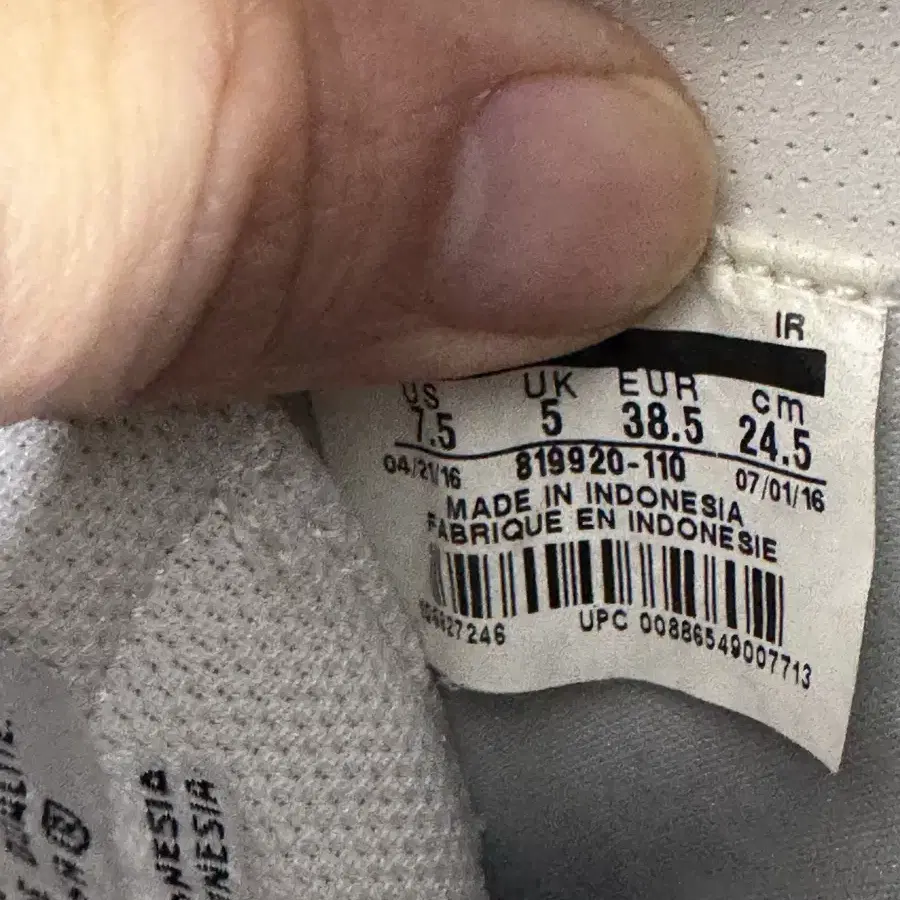 IR
US UK EUR cm
7.5 5 38.5 24.5
04/21/16 819920-110 07/01/16
MADE IN INDONESIA
FABRIQUE EN INDONESIE
UPC 00886549007713